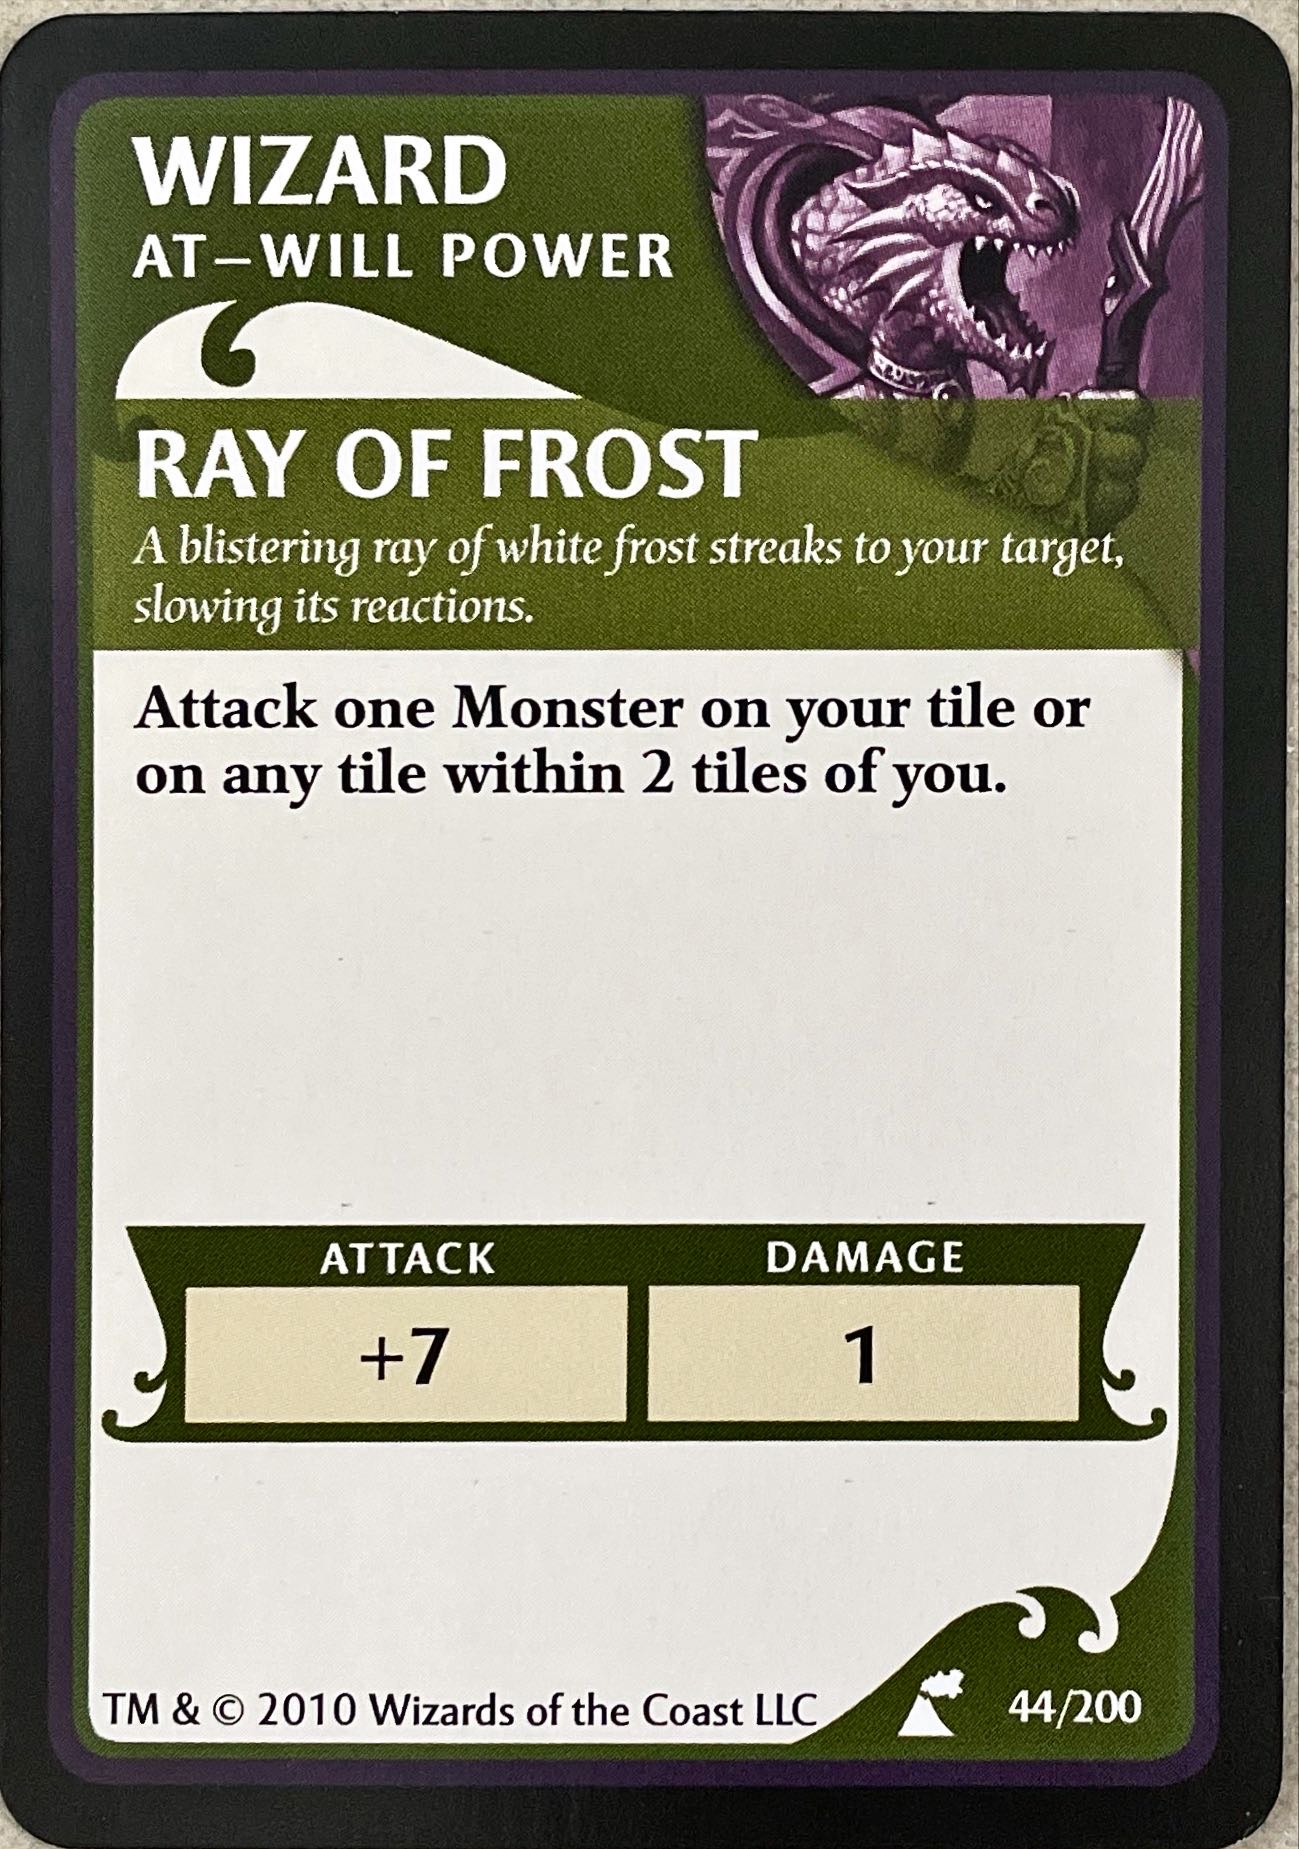 WIZARD
AT–WILL POWER
RAY OF FROST
A blistering ray of white frost streaks to your target,
slowing its reactions.
Attack one Monster on your tile or
on any tile within 2 tiles of you.
ATTACK DAMAGE
+7 1
TM & © 2010 Wizards of the Coast LLC 44/200